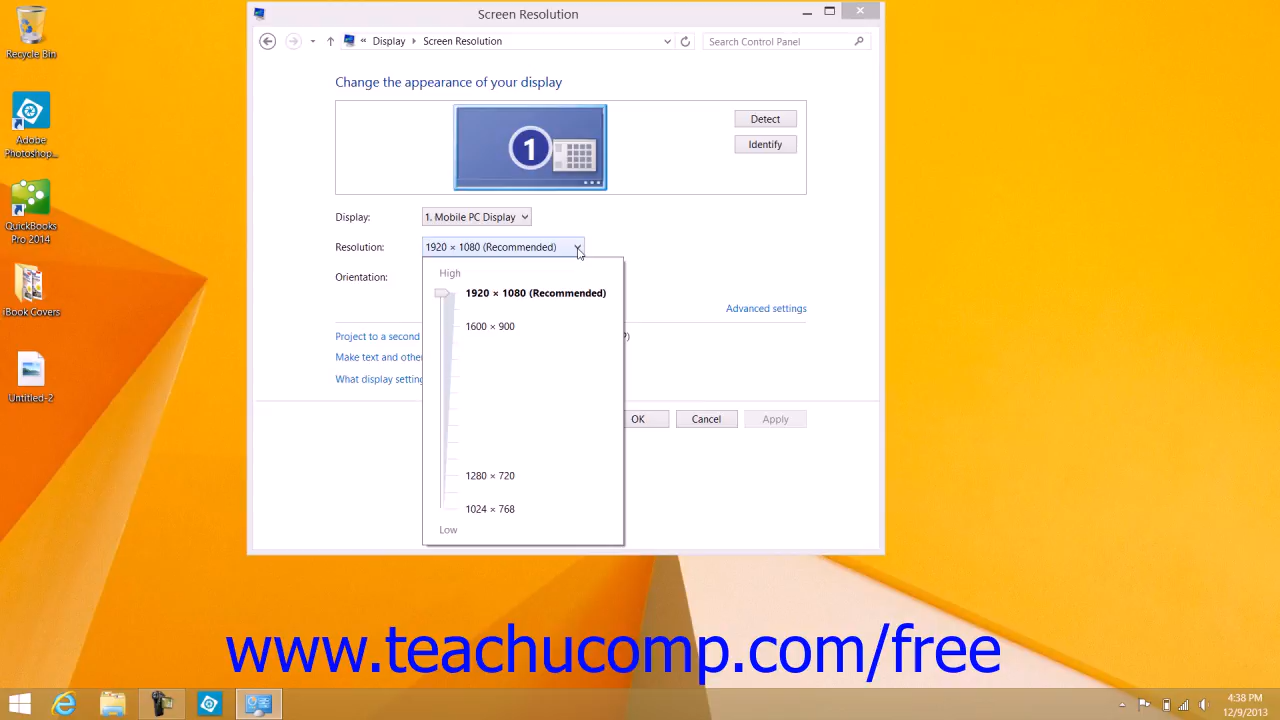 Recycle Bin
Adobe
Photoshop...
QuickBooks
Pro 2014
iBook Covers
Untitled-2
Screen Resolution
« Display Screen Resolution
Search Control Panel
Change the appearance of your display
1
Detect
Identify
Display: 1. Mobile PC Display
Resolution: 1920 × 1080 (Recommended)
Orientation:
High
1920 × 1080 (Recommended)
1600 × 900
1280 × 720
1024 × 768
Low
Advanced settings
Project to a second
P)
Make text and othe
What display setting
OK Cancel Apply
www.teachucomp.com/free
4:38 PM
12/9/2013